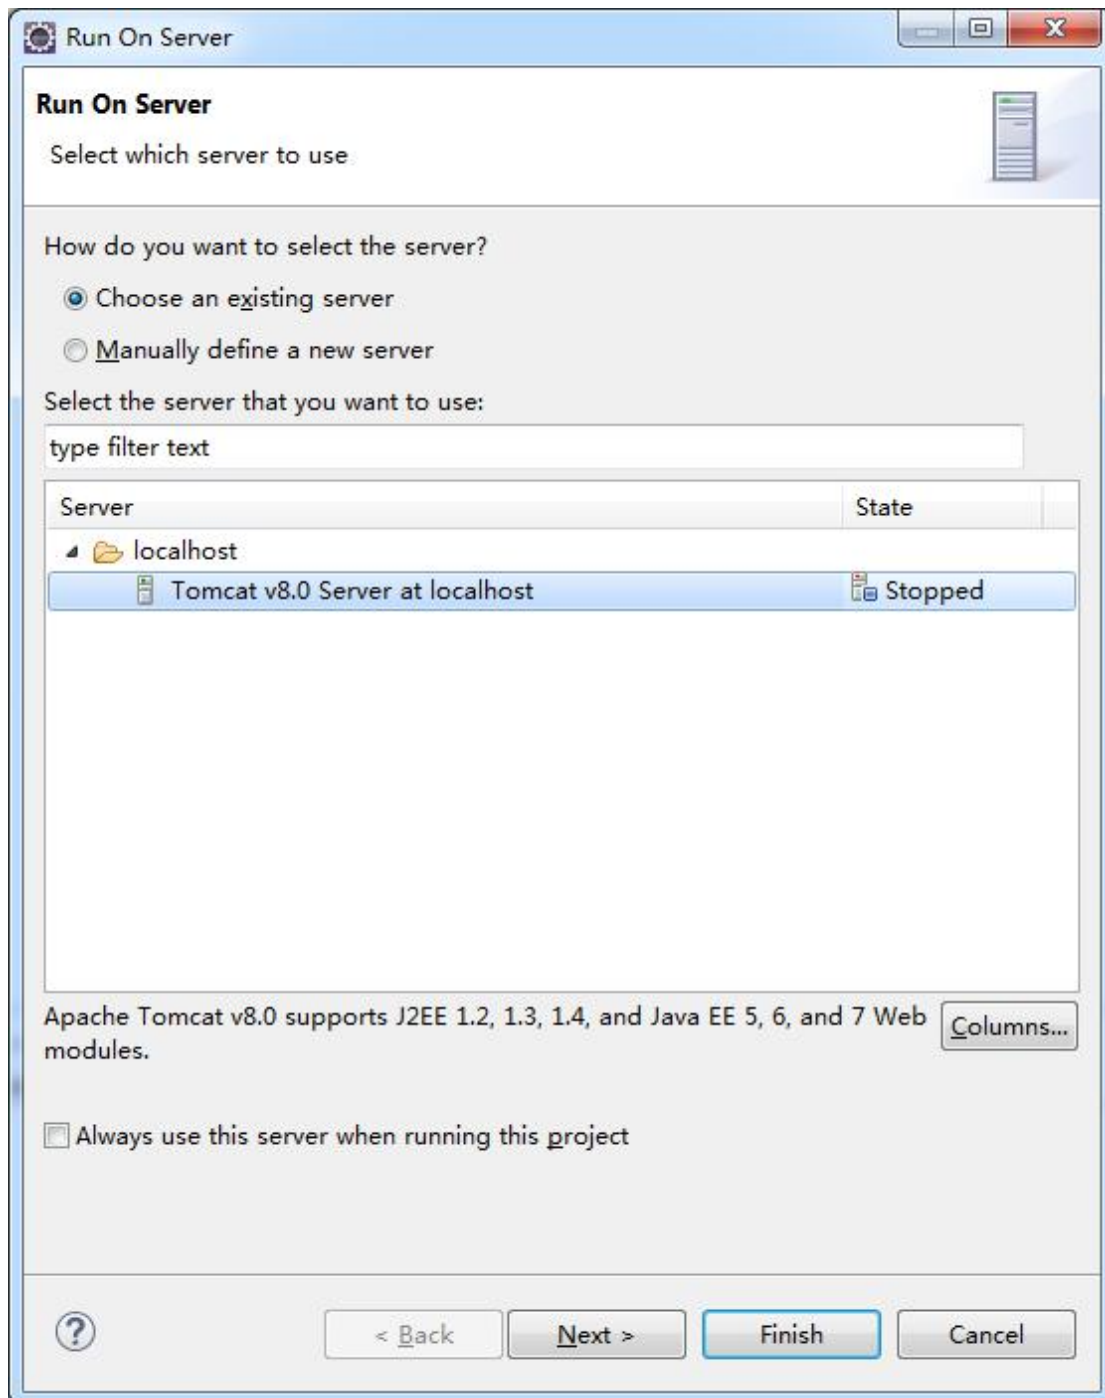 Run On Server
Run On Server
Select which server to use
How do you want to select the server?
Choose an existing server
Manually define a new server
Select the server that you want to use:
type filter text
Server State
localhost
Tomcat v8.0 Server at localhost Stopped
Apache Tomcat v8.0 supports J2EE 1.2, 1.3, 1.4, and Java EE 5, 6, and 7 Web
modules.
Columns...
Always use this server when running this project
? < Back Next > Finish Cancel